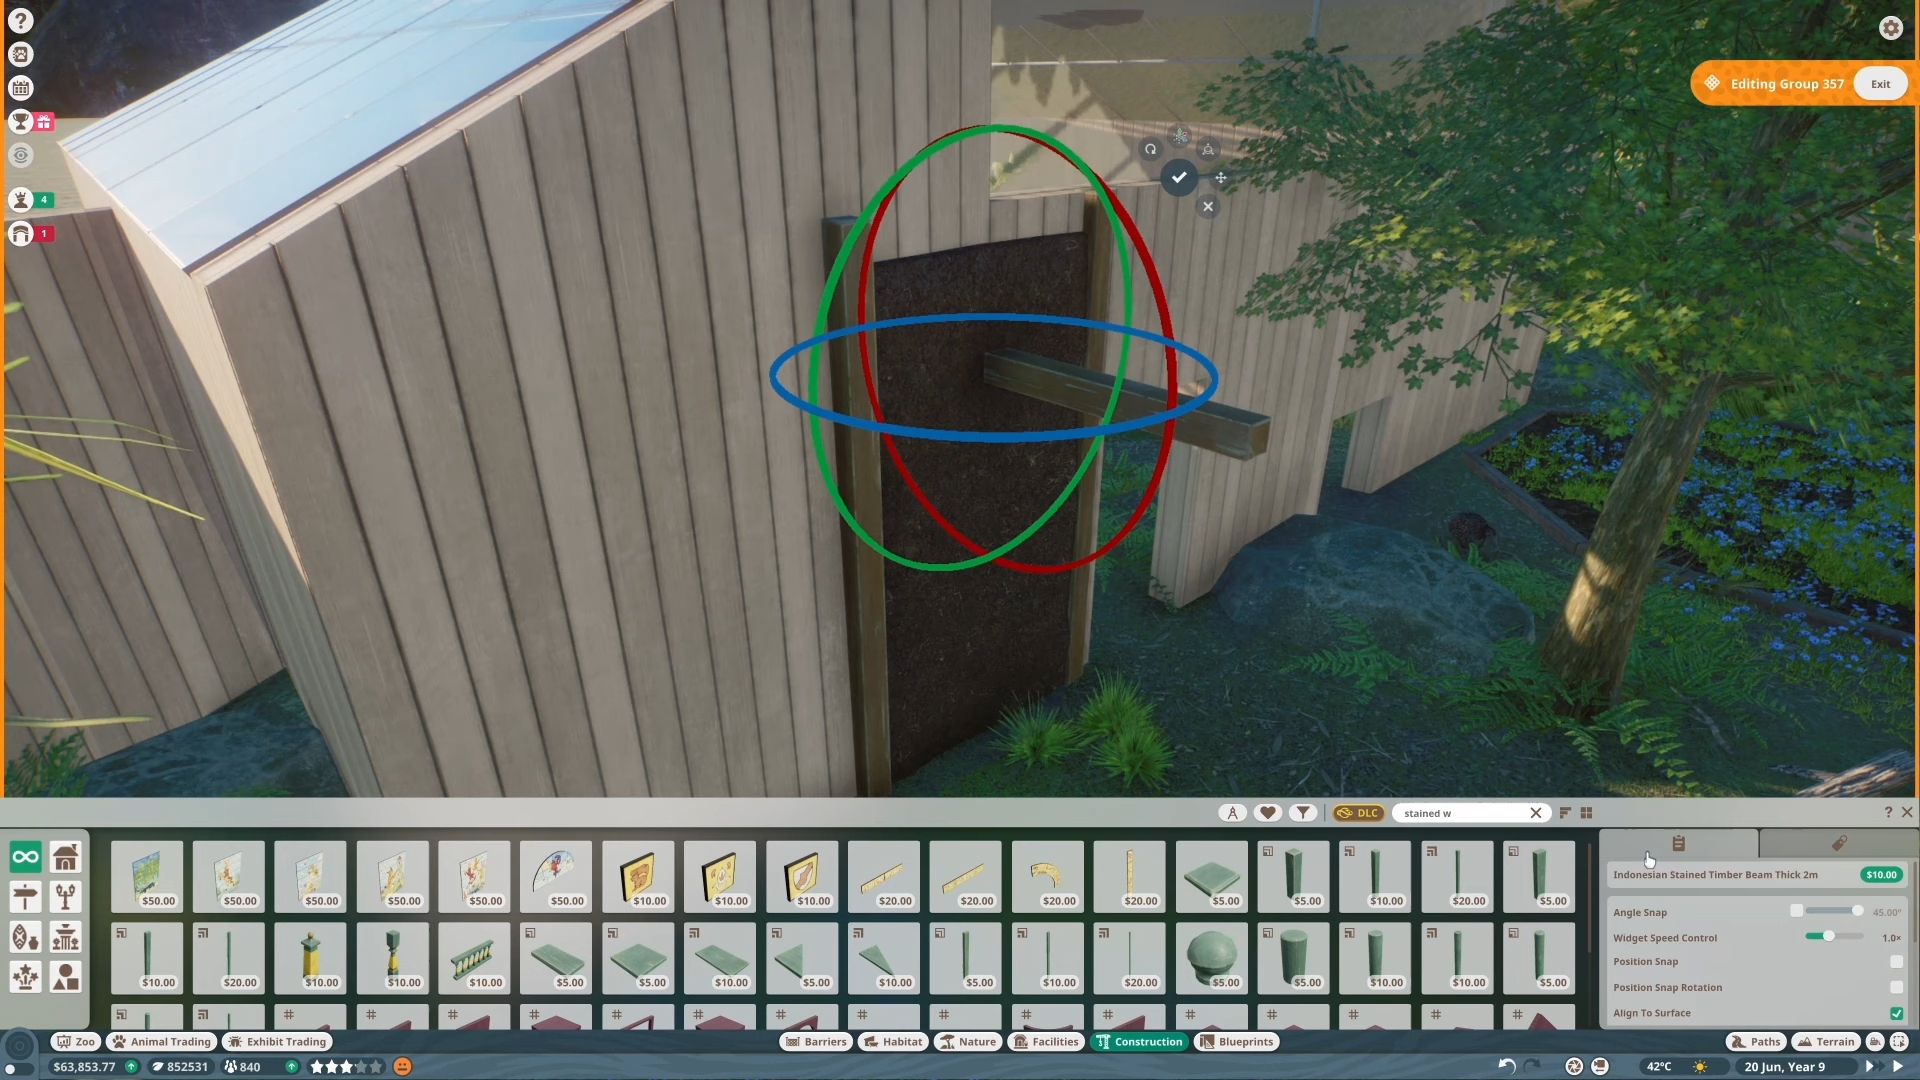 Editing Group 357
Exit
4
1
DLC
stained w
$50.00
$50.00
$50.00
$50.00
$50.00
$50.00
$10.00
$10.00
$10.00
$20.00
$20.00
$20.00
$20.00
$5.00
$5.00
$10.00
$20.00
$5.00
$10.00
$20.00
$10.00
$10.00
$10.00
$5.00
$5.00
$10.00
$5.00
$10.00
$5.00
$10.00
$20.00
$5.00
$5.00
$10.00
$10.00
$5.00
Indonesian Stained Timber Beam Thick 2m
$10.00
Angle Snap
45.00°
Widget Speed Control
1.0×
Position Snap
Position Snap Rotation
Align To Surface
Zoo
Animal Trading
Exhibit Trading
Barriers
Habitat
Nature
Facilities
Construction
Blueprints
Paths
Terrain
$63,853.77
852531
840
42°C
20 Jun, Year 9